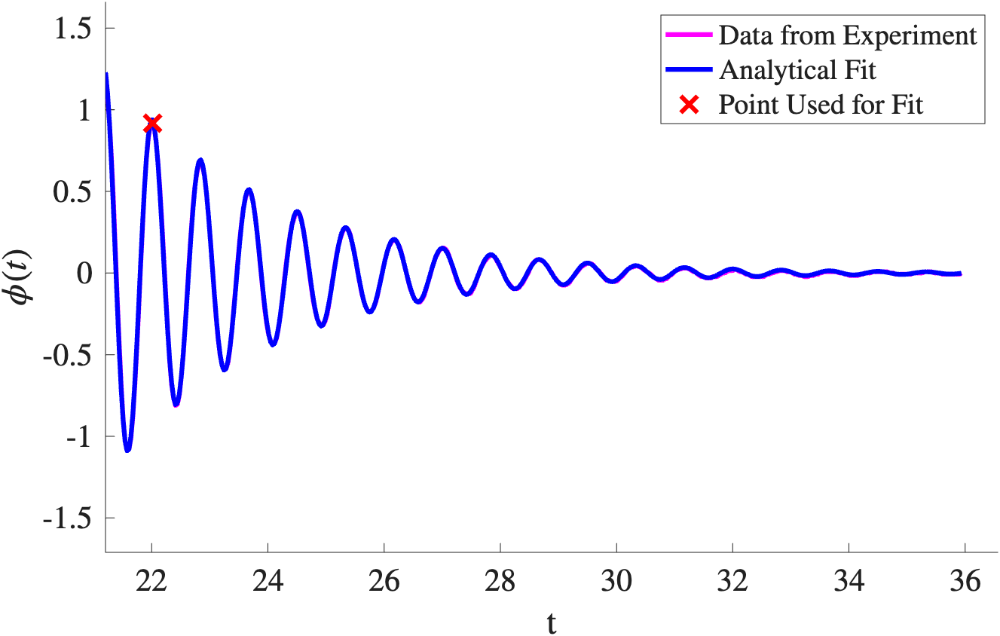 Data from Experiment
Analytical Fit
Point Used for Fit
1.5
1
0.5
0
-0.5
-1
-1.5
ϕ(t)
22 24 26 28 30 32 34 36
t